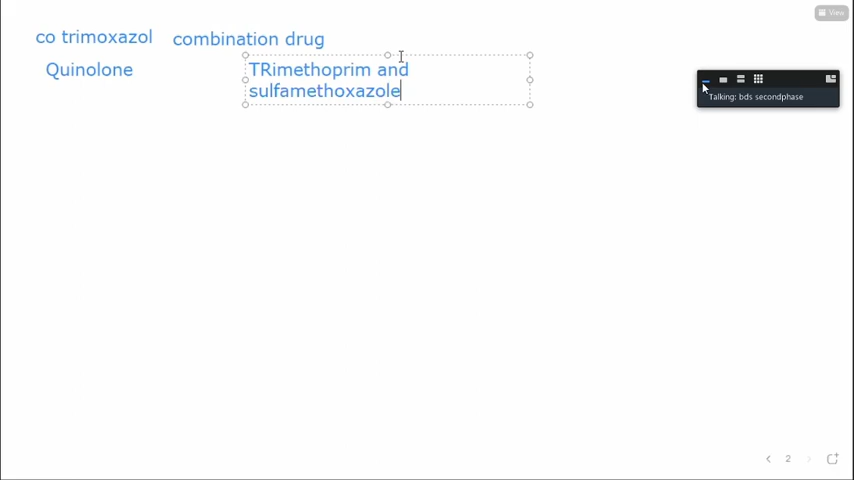 co trimoxazol combination drug
Quinolone
TRimethoprim and
sulfamethoxazole
View
Talking: bds secondphase
2